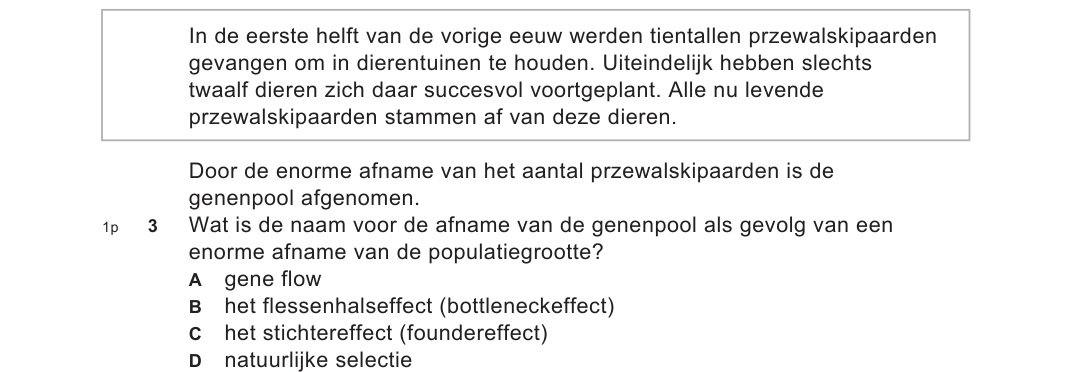 In de eerste helft van de vorige eeuw werden tientallen przewalskipaarden
gevangen om in dierentuinen te houden. Uiteindelijk hebben slechts
twaalf dieren zich daar succesvol voortgeplant. Alle nu levende
przewalskipaarden stammen af van deze dieren.
Door de enorme afname van het aantal przewalskipaarden is de
genenpool afgenomen.
1p 3 Wat is de naam voor de afname van de genenpool als gevolg van een
enorme afname van de populatiegrootte?
A gene flow
B het flessenhalseffect (bottleneckeffect)
C het stichtereffect (foundereffect)
D natuurlijke selectie